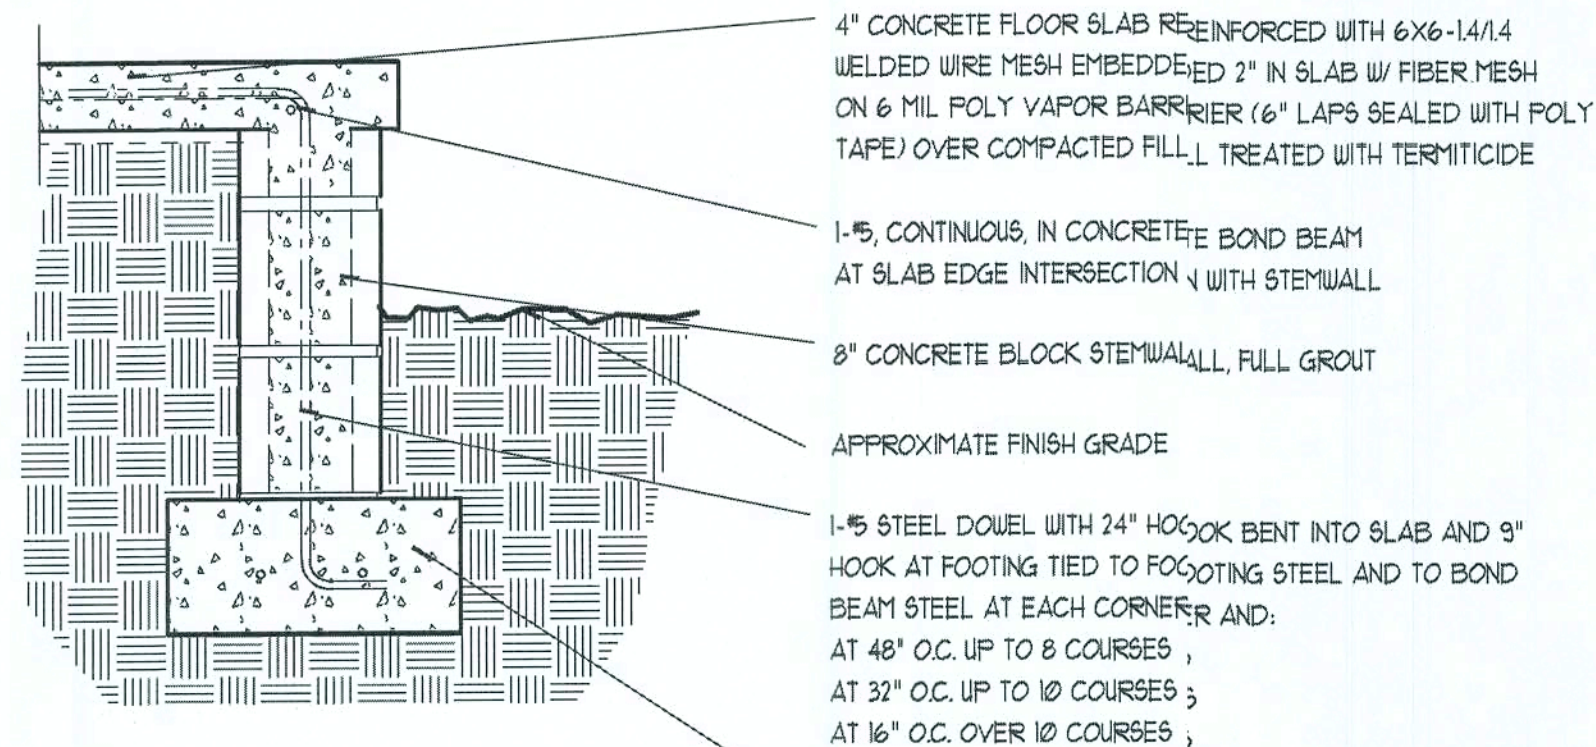 4" CONCRETE FLOOR SLAB REINFORCED WITH 6X6-1.4/1.4
WELDED WIRE MESH EMBEDDED 2" IN SLAB W/ FIBER MESH
ON 6 MIL POLY VAPOR BARRIER (6" LAPS SEALED WITH POLY
TAPE) OVER COMPACTED FILL TREATED WITH TERMITICIDE
1-#5, CONTINUOUS, IN CONCRETE BOND BEAM
AT SLAB EDGE INTERSECTION WITH STEMWALL
8" CONCRETE BLOCK STEMWALL, FULL GROUT
APPROXIMATE FINISH GRADE
1-#5 STEEL DOWEL WITH 24" HOOK BENT INTO SLAB AND 9"
HOOK AT FOOTING TIED TO FOOTING STEEL AND TO BOND
BEAM STEEL AT EACH CORNER AND:
AT 48" O.C. UP TO 8 COURSES
AT 32" O.C. UP TO 10 COURSES
AT 16" O.C. OVER 10 COURSES